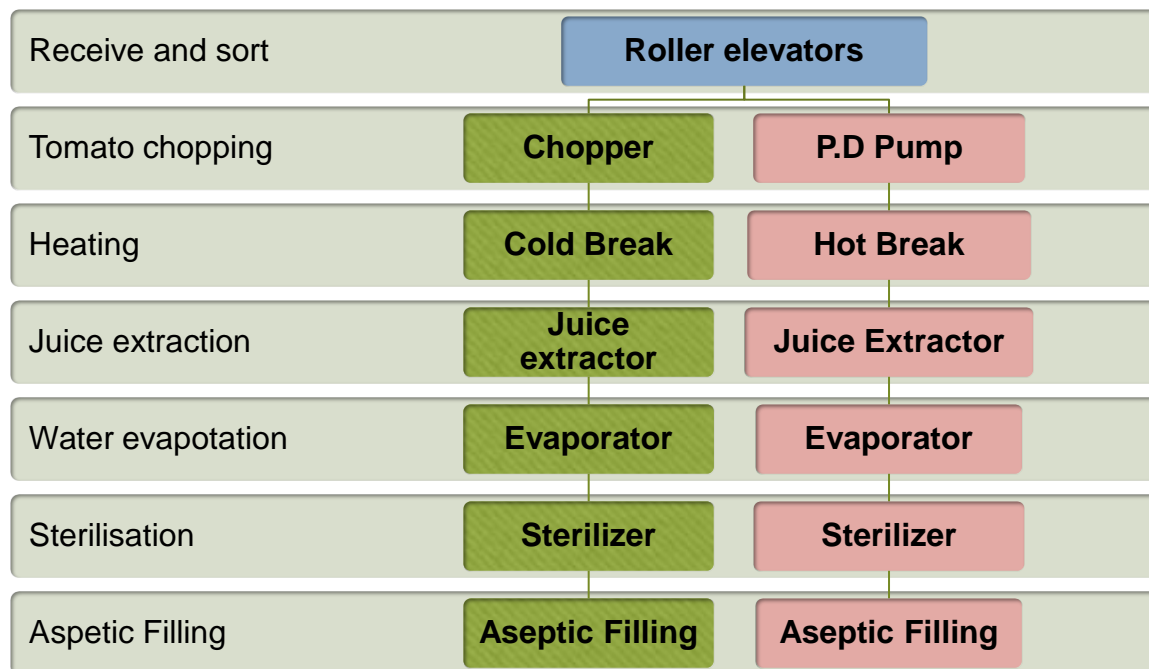 Receive and sort
Roller elevators
Tomato chopping
Chopper
P.D Pump
Heating
Cold Break
Hot Break
Juice extraction
Juice
extractor
Juice Extractor
Water evapotation
Evaporator
Evaporator
Sterilisation
Sterilizer
Sterilizer
Aspetic Filling
Aseptic Filling
Aseptic Filling